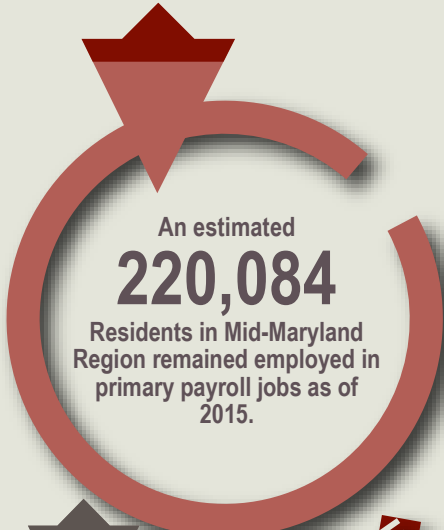 An estimated
220,084
Residents in Mid-Maryland
Region remained employed in
primary payroll jobs as of
2015.